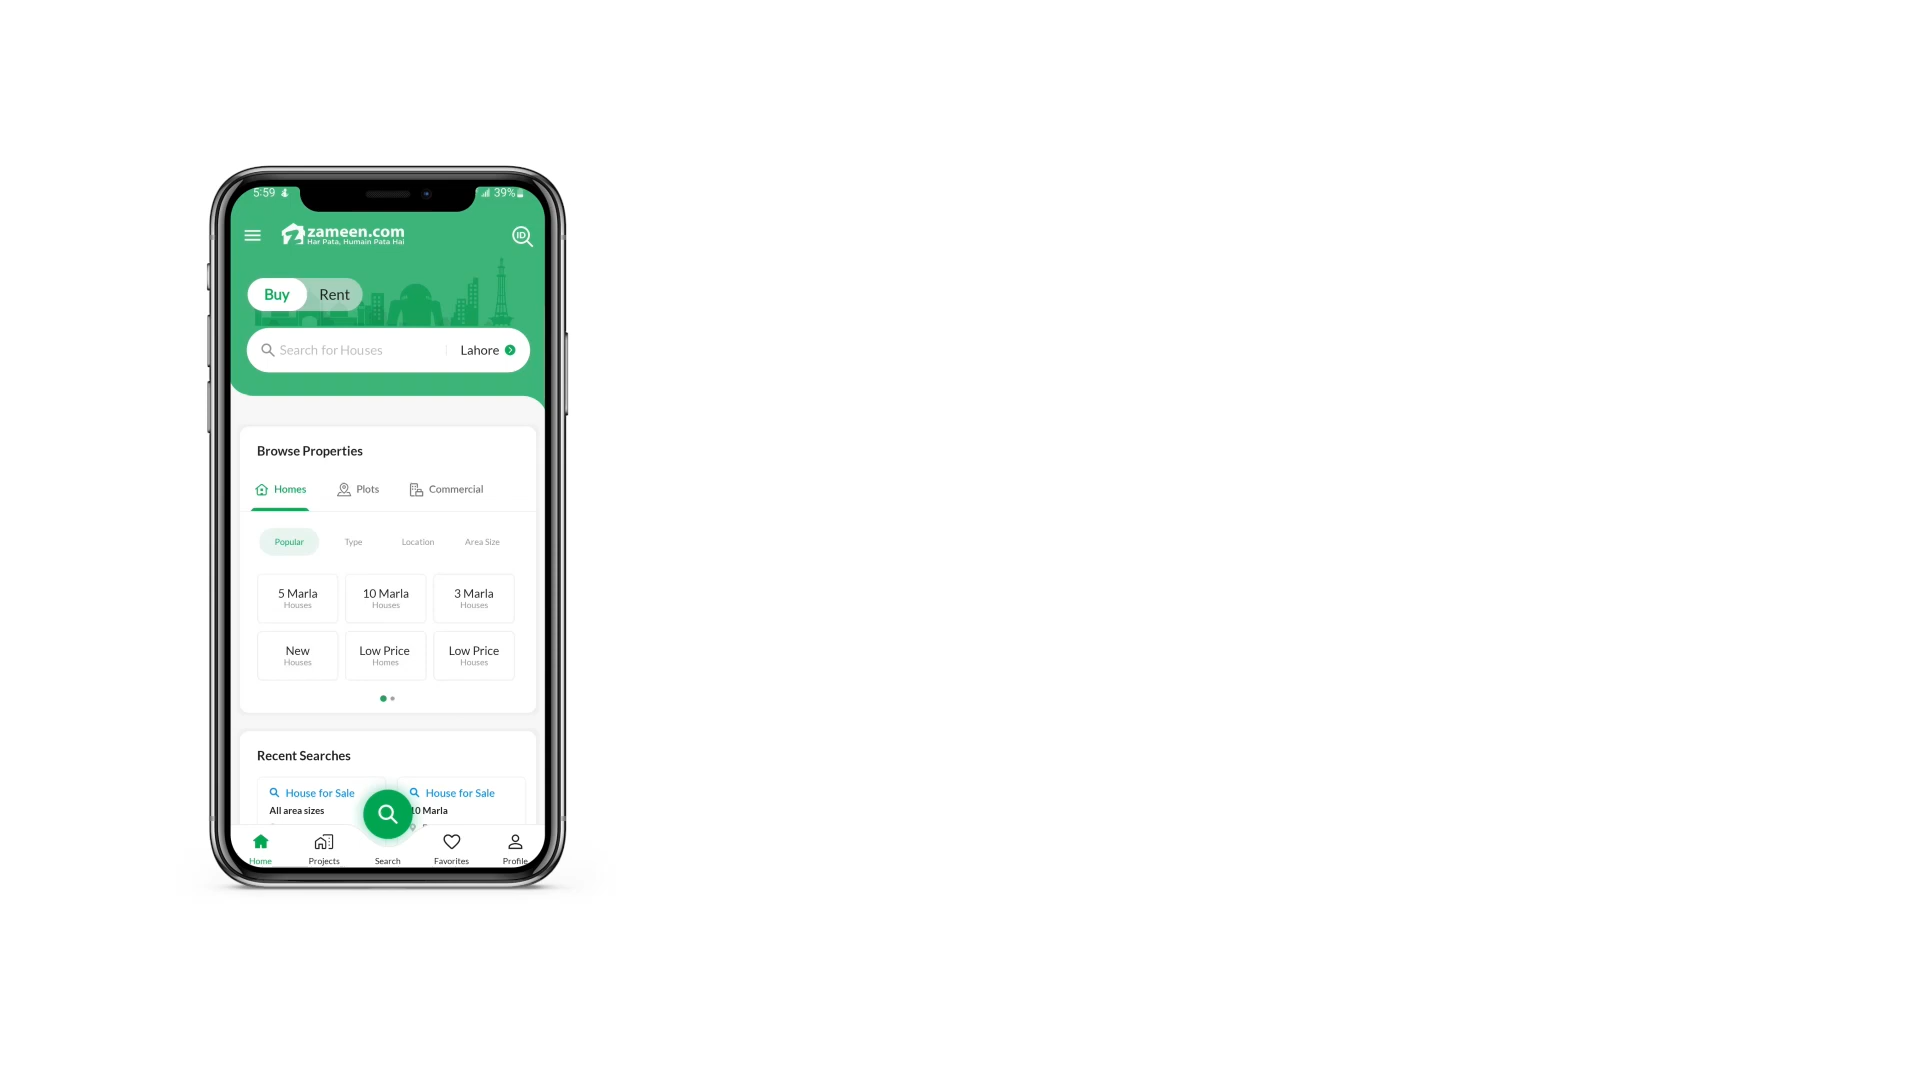 5:59
39%
zameen.com
Har Pata, Humain Pata Hai
ID
Buy Rent
Search for Houses Lahore
Browse Properties
Homes Plots Commercial
Popular Type Location Area Size
5 Marla 10 Marla 3 Marla
Houses Houses Houses
New Low Price Low Price
Houses Homes Houses
Recent Searches
House for Sale House for Sale
All area sizes 10 Marla
Home Projects Search Favorites Profile